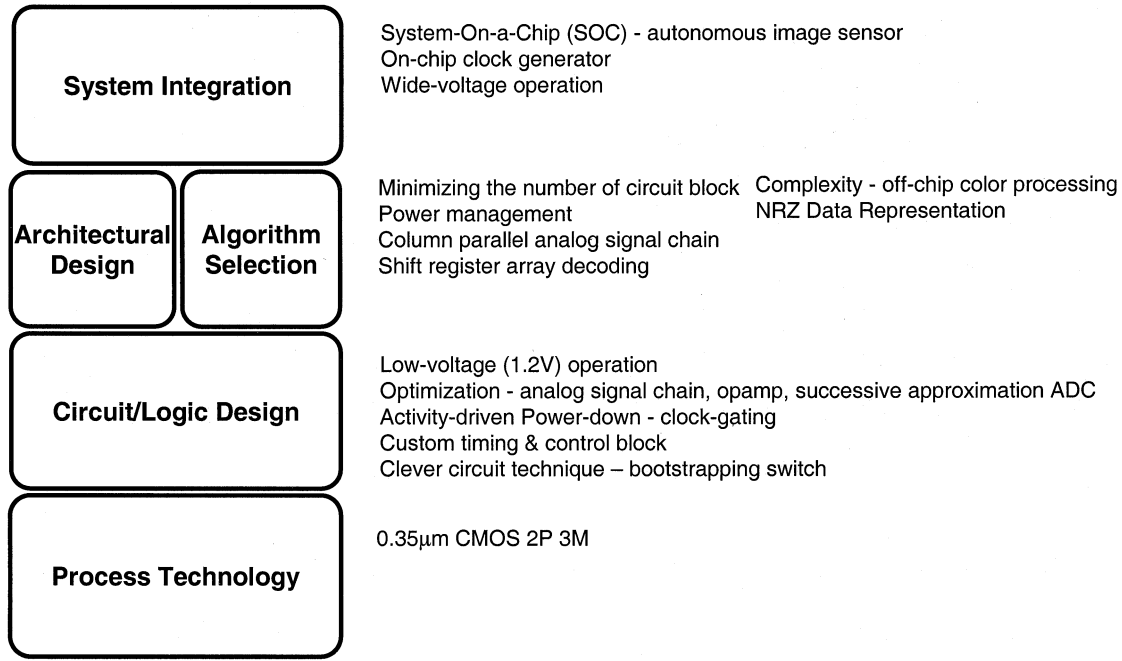 System Integration
System-On-a-Chip (SOC) - autonomous image sensor
On-chip clock generator
Wide-voltage operation
Architectural
Design
Algorithm
Selection
Minimizing the number of circuit block
Power management
Column parallel analog signal chain
Shift register array decoding
Complexity - off-chip color processing
NRZ Data Representation
Circuit/Logic Design
Low-voltage (1.2V) operation
Optimization - analog signal chain, opamp, successive approximation ADC
Activity-driven Power-down - clock-gating
Custom timing & control block
Clever circuit technique – bootstrapping switch
Process Technology
0.35μm CMOS 2P 3M